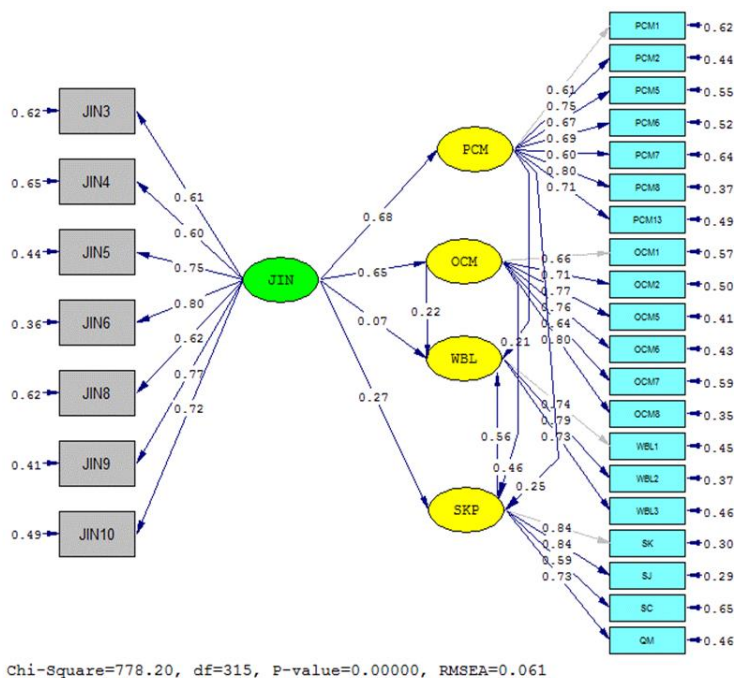 0.62 JIN3
0.65 JIN4
0.44 JIN5
0.36 JIN6
0.62 JIN8
0.41 JIN9
0.49 JIN10
0.61
0.60
0.75
0.80
0.62
0.77
0.72
JIN
0.68
0.65
0.07
0.27
PCM
OCM
WBL
SKP
0.22
0.56
0.46
0.21
0.25
0.61
0.75
0.67
0.69
0.60
0.80
0.71
0.66
0.71
0.77
0.76
0.64
0.80
0.74
0.79
0.73
0.84
0.84
0.59
0.73
PCM1 0.62
PCM2 0.44
PCM5 0.55
PCM6 0.52
PCM7 0.64
PCM8 0.37
PCM13 0.49
OCM1 0.57
OCM2 0.50
OCM5 0.41
OCM6 0.43
OCM7 0.59
OCM8 0.35
WBL1 0.45
WBL2 0.37
WBL3 0.46
SK 0.30
SJ 0.29
SC 0.65
QM 0.46
Chi-Square=778.20, df=315, P-value=0.00000, RMSEA=0.061